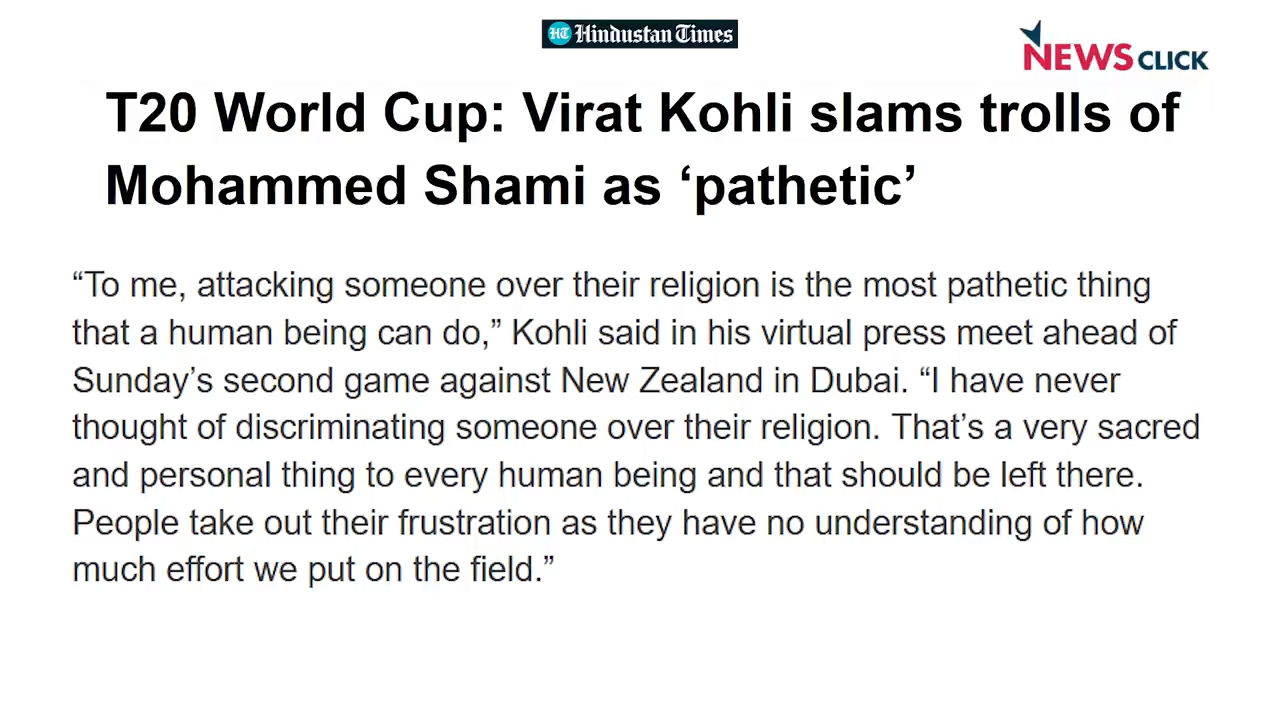 HT Hindustan Times
NEWSCLICK
T20 World Cup: Virat Kohli slams trolls of
Mohammed Shami as ‘pathetic’
“To me, attacking someone over their religion is the most pathetic thing
that a human being can do,” Kohli said in his virtual press meet ahead of
Sunday’s second game against New Zealand in Dubai. “I have never
thought of discriminating someone over their religion. That’s a very sacred
and personal thing to every human being and that should be left there.
People take out their frustration as they have no understanding of how
much effort we put on the field.”